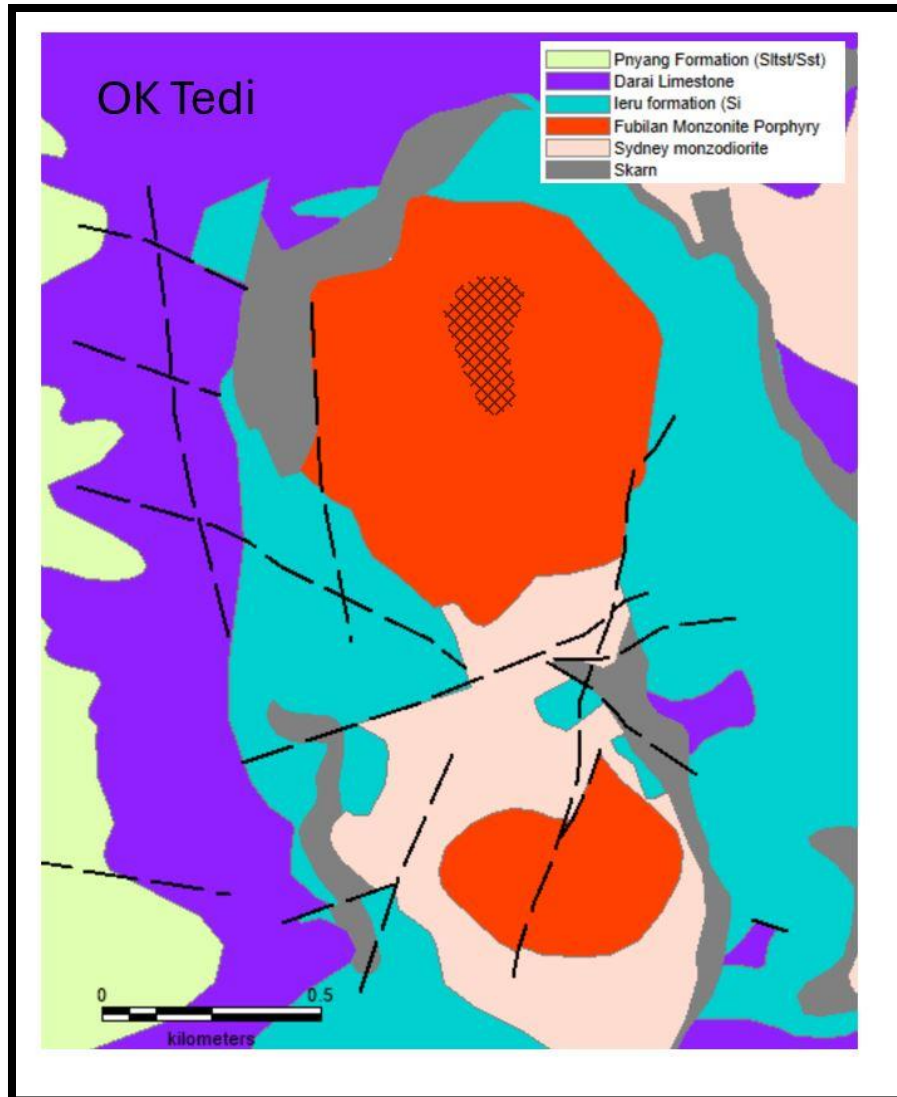 OK Tedi
Pnyang Formation (Sltst/Sst)
Darai Limestone
Ieru formation (Si
Fubilan Monzonite Porphyry
Sydney monzodiorite
Skarn
0 0.5
kilometers